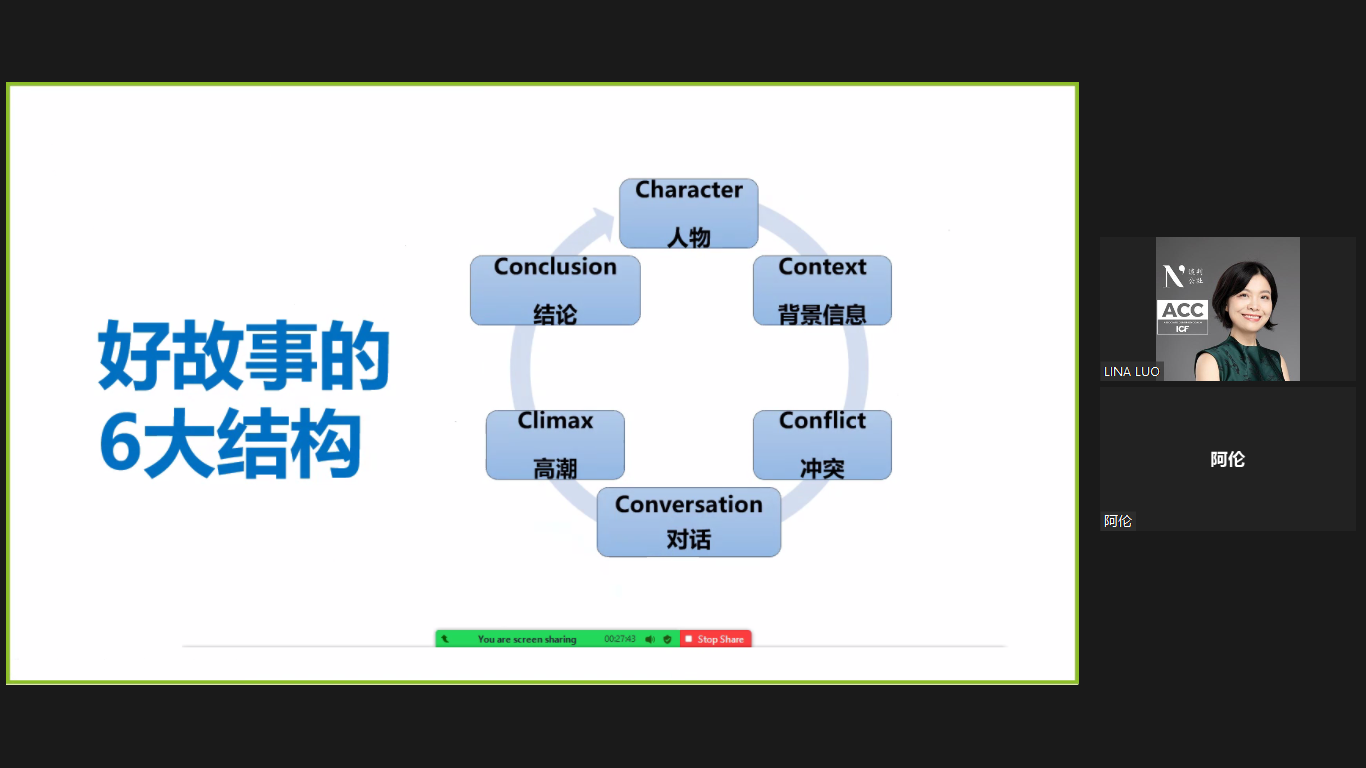 好故事的
6大结构
Character
人物
Context
背景信息
Conflict
冲突
Conversation
对话
Climax
高潮
Conclusion
结论
You are screen sharing 00:27:43 Stop Share
N
ACC
ICF
LINA LUO
阿伦
阿伦